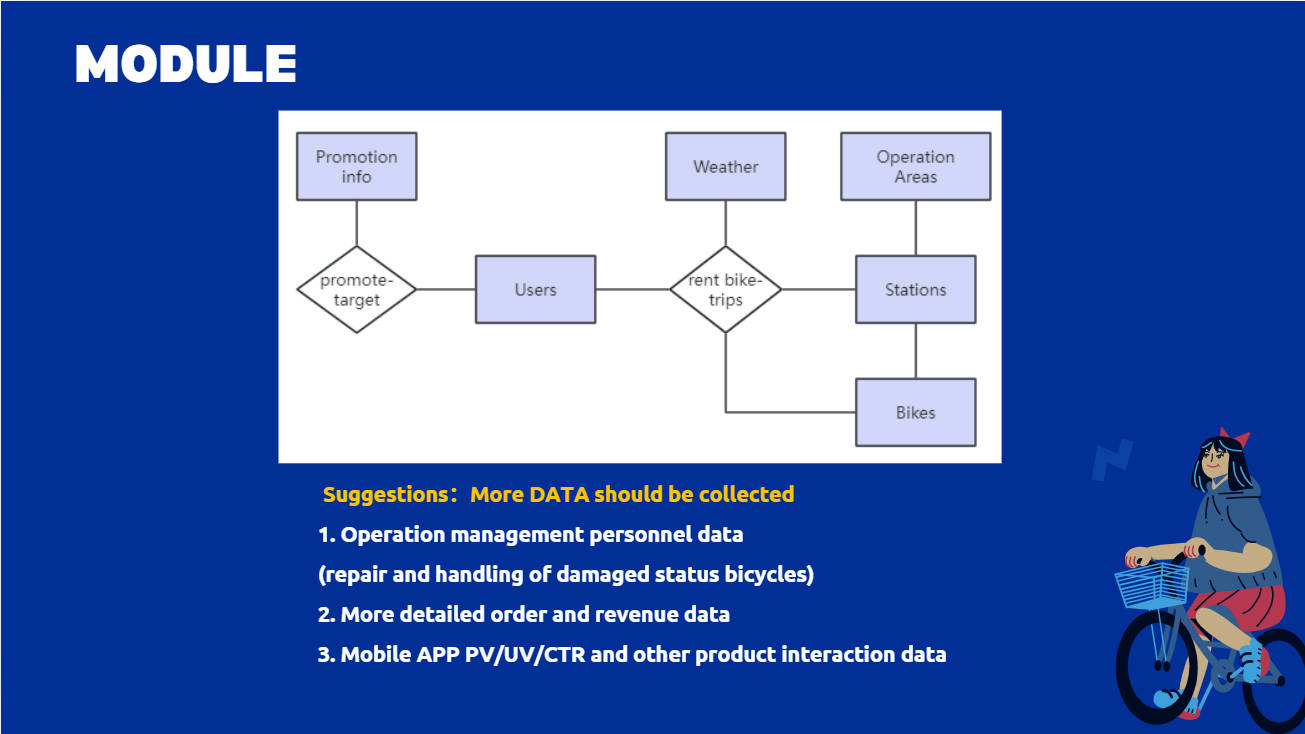 MODULE
Promotion
info
Weather
Operation
Areas
promote-
target
Users
rent bike-
trips
Stations
Bikes
Suggestions：More DATA should be collected
1. Operation management personnel data
(repair and handling of damaged status bicycles)
2. More detailed order and revenue data
3. Mobile APP PV/UV/CTR and other product interaction data